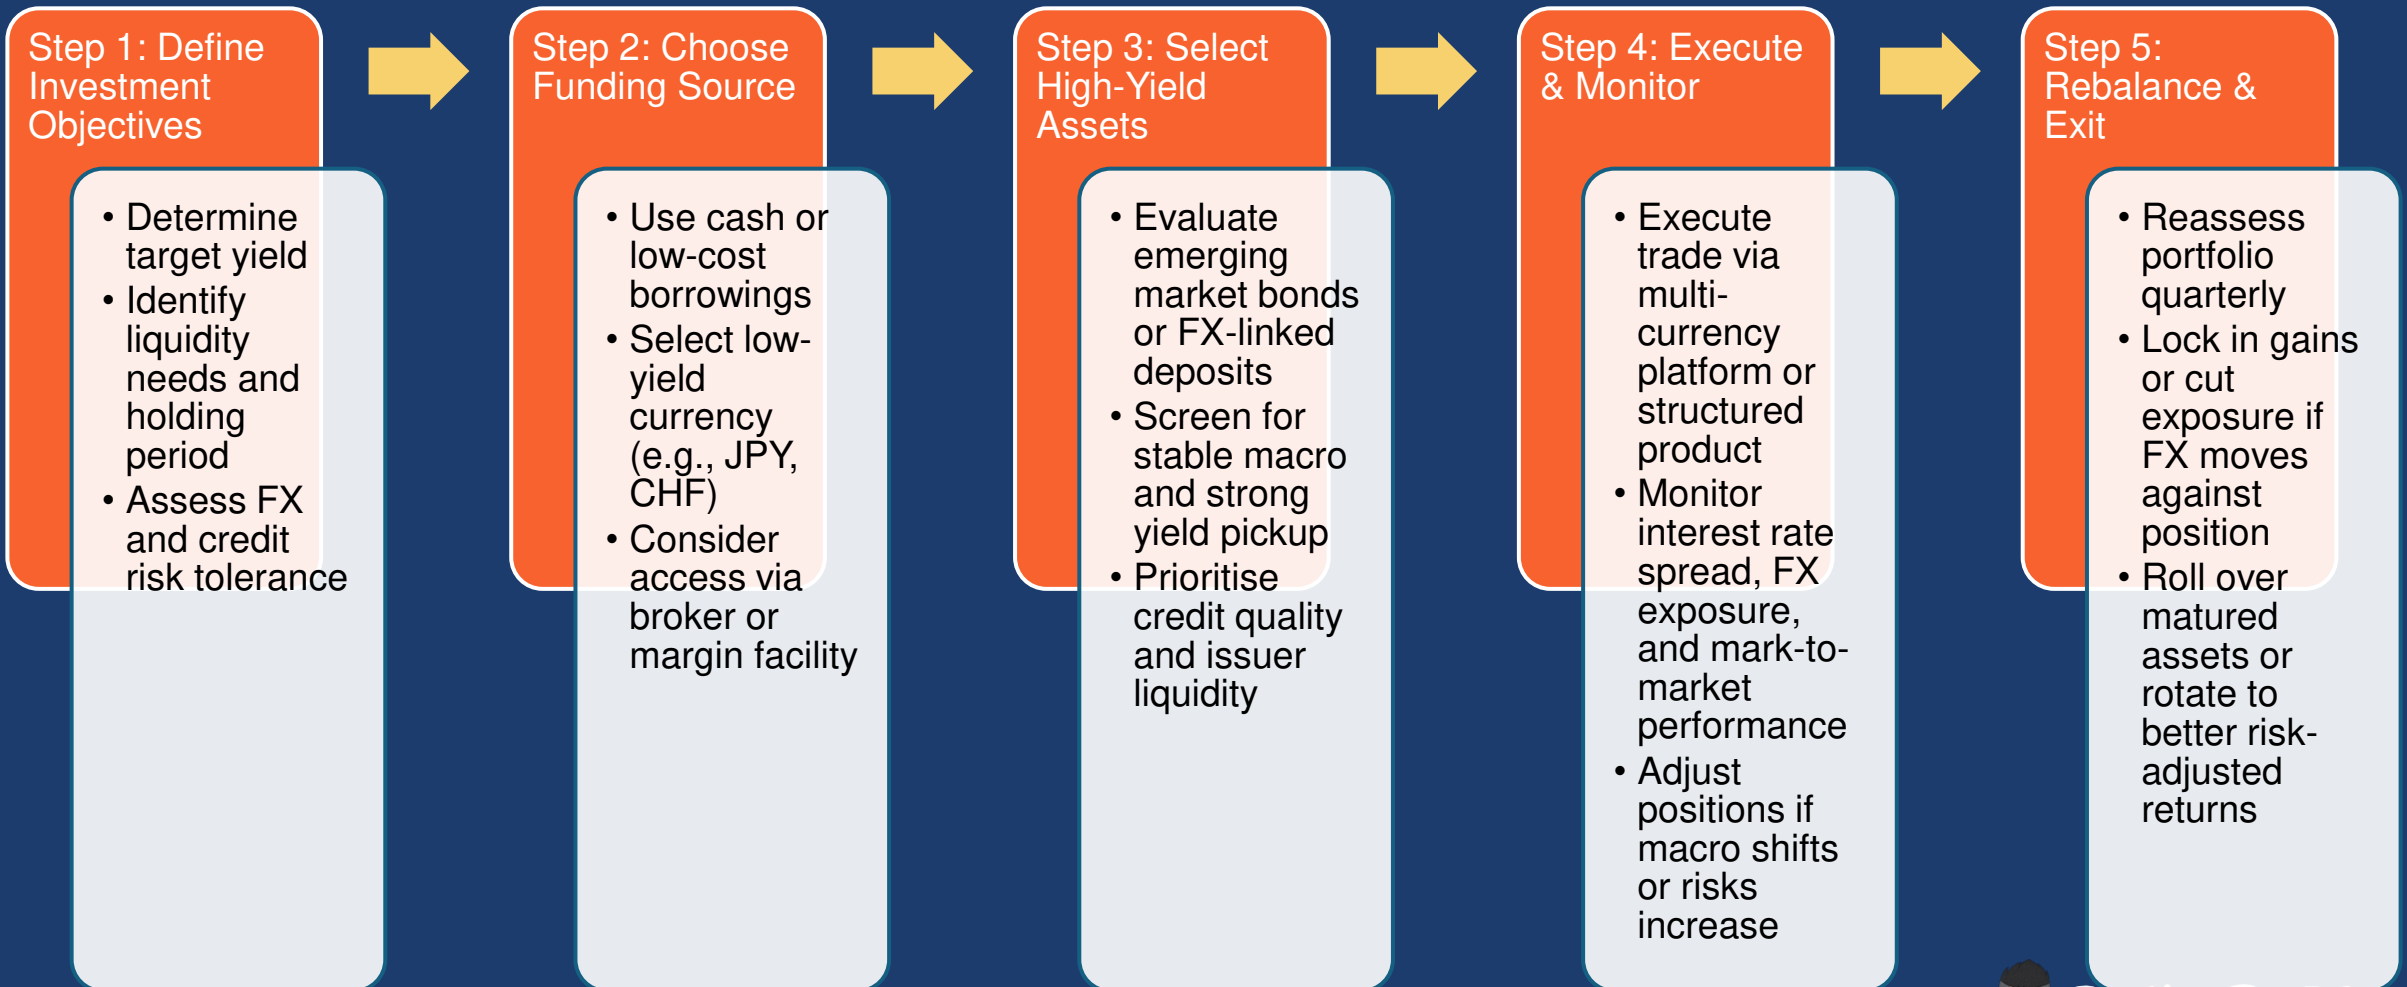 Step 1: Define
Investment
Objectives
• Determine
target yield
• Identify
liquidity
needs and
holding
period
• Assess FX
and credit
risk tolerance
Step 2: Choose
Funding Source
• Use cash or
low-cost
borrowings
• Select low-
yield
currency
(e.g., JPY,
CHF)
• Consider
access via
broker or
margin facility
Step 3: Select
High-Yield
Assets
• Evaluate
emerging
market bonds
or FX-linked
deposits
• Screen for
stable macro
and strong
yield pickup
• Prioritise
credit quality
and issuer
liquidity
Step 4: Execute
& Monitor
• Execute
trade via
multi-
currency
platform or
structured
product
• Monitor
interest rate
spread, FX
exposure,
and mark-to-
market
performance
• Adjust
positions if
macro shifts
or risks
increase
Step 5:
Rebalance &
Exit
• Reassess
portfolio
quarterly
• Lock in gains
or cut
exposure if
FX moves
against
position
• Roll over
matured
assets or
rotate to
better risk-
adjusted
returns